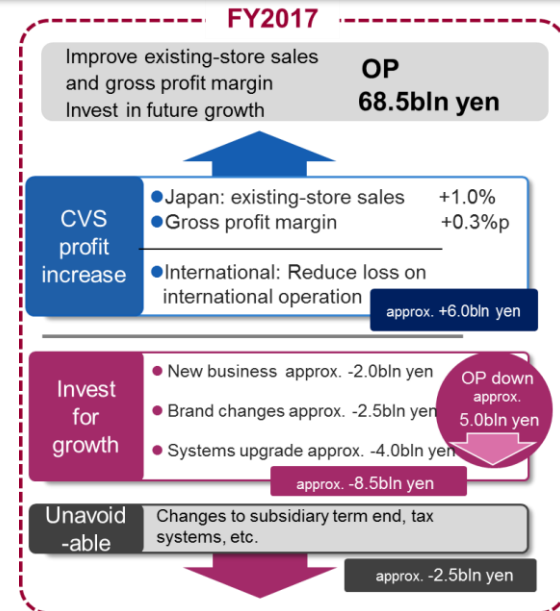 FY2017
Improve existing-store sales
and gross profit margin
Invest in future growth
OP
68.5bln yen
CVS
profit
increase
●Japan: existing-store sales +1.0%
●Gross profit margin +0.3%p
●International: Reduce loss on
international operation
approx. +6.0bln yen
Invest
for
growth
● New business approx. -2.0bln yen
● Brand changes approx. -2.5bln yen
● Systems upgrade approx. -4.0bln yen
OP down
approx.
5.0bln yen
approx. -8.5bln yen
Unavoid
-able
Changes to subsidiary term end, tax
systems, etc.
approx. -2.5bln yen